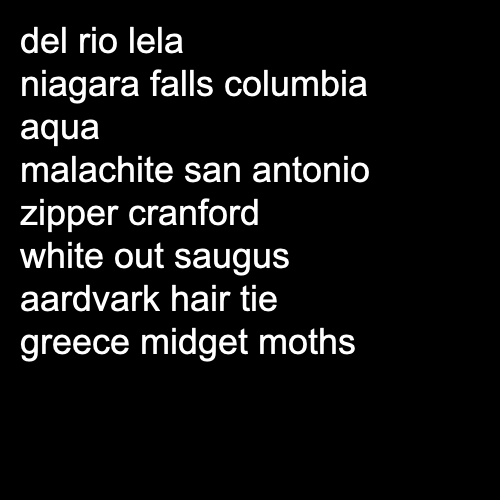 del rio lela
niagara falls columbia
aqua
malachite san antonio
zipper cranford
white out saugus
aardvark hair tie
greece midget moths